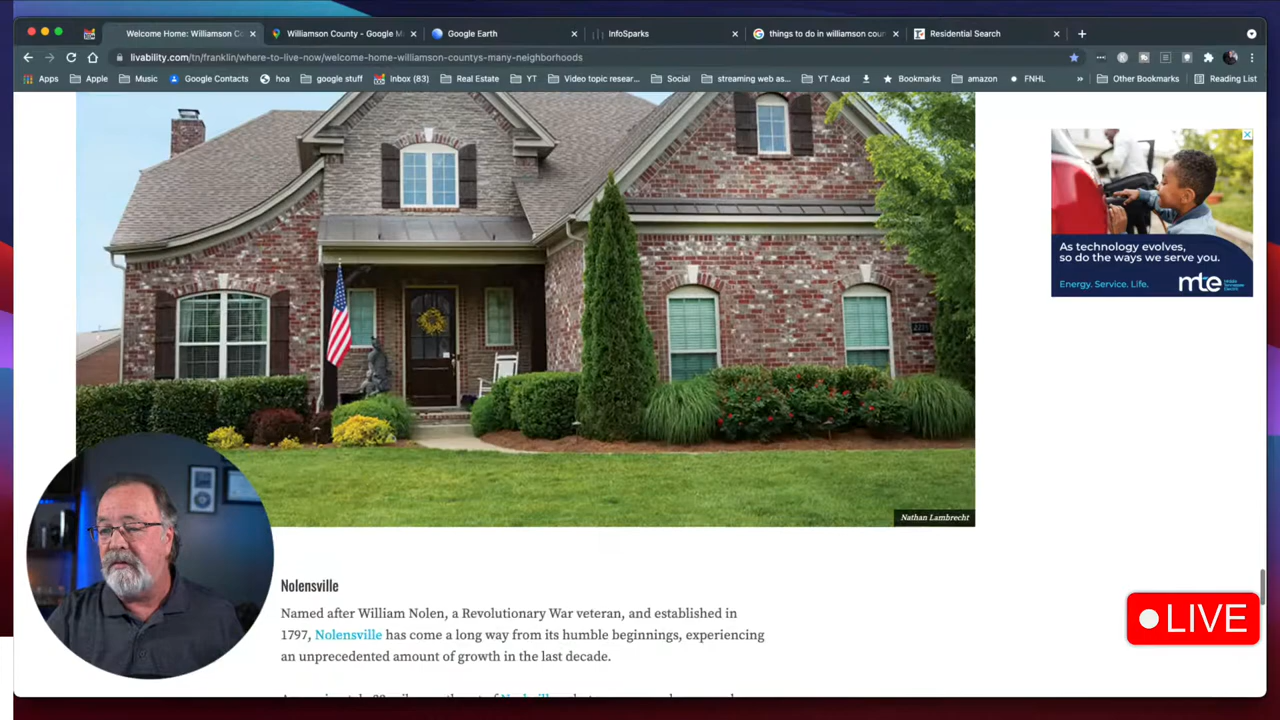 Welcome Home: Williamson Co
Williamson County - Google M
Google Earth
InfoSparks
things to do in williamson coun
Residential Search
livability.com/tn/franklin/where-to-live-now/welcome-home-williamson-countys-many-neighborhoods
Apps
Apple
Music
Google Contacts
hoa
google stuff
Inbox (83)
Real Estate
YT
Video topic resear...
Social
streaming web as...
YT Acad
Bookmarks
amazon
FNHL
»
Other Bookmarks
Reading List
As technology evolves,
so do the ways we serve you.
Energy. Service. Life.
mte
Nathan Lambrecht
Nolensville
Named after William Nolen, a Revolutionary War veteran, and established in
1797, Nolensville has come a long way from its humble beginnings, experiencing
an unprecedented amount of growth in the last decade.
LIVE